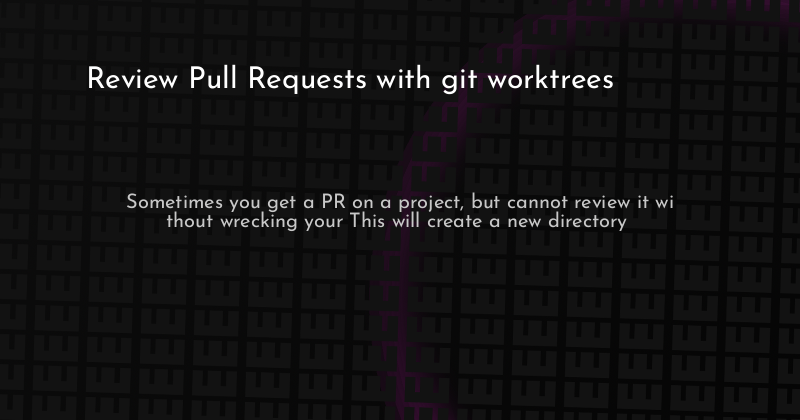 Review Pull Requests with git worktrees
Sometimes you get a PR on a project, but cannot review it wi
thout wrecking your This will create a new directory